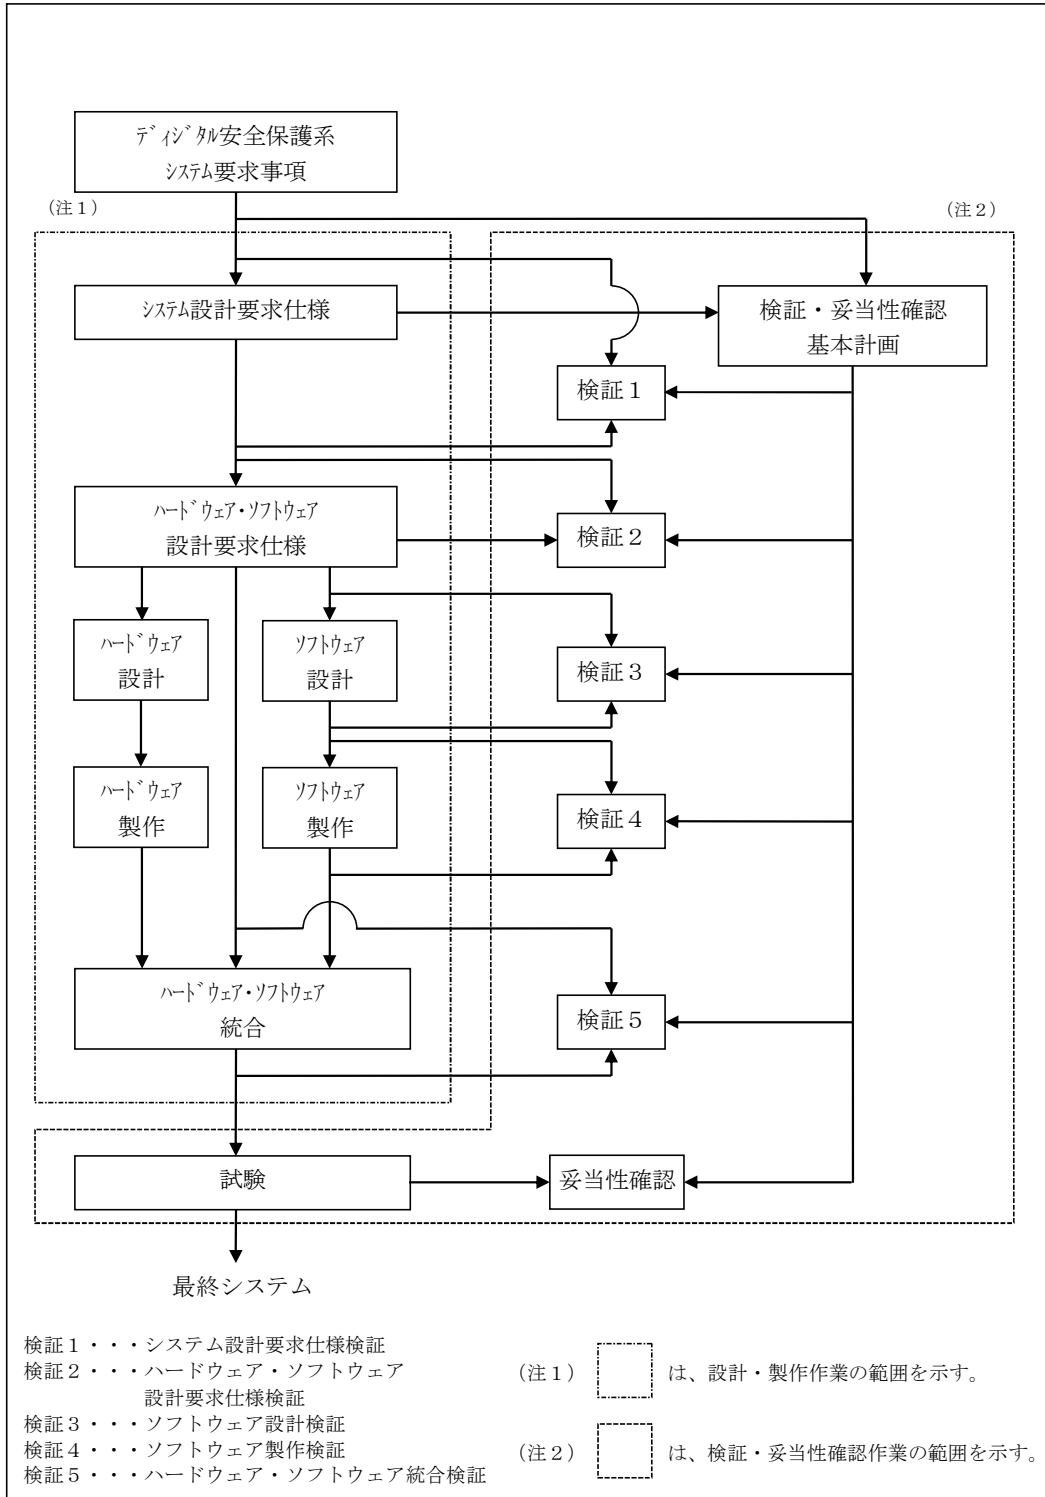 ﾃﾞｨｼﾞﾀﾙ安全保護系
ｼｽﾃﾑ要求事項
（注１）
（注２）
ｼｽﾃﾑ設計要求仕様
検証・妥当性確認
基本計画
検証１
ﾊｰﾄﾞｳｪｱ・ｿﾌﾄｳｪｱ
設計要求仕様
検証２
ﾊｰﾄﾞｳｪｱ
設計
ｿﾌﾄｳｪｱ
設計
検証３
ﾊｰﾄﾞｳｪｱ
製作
ｿﾌﾄｳｪｱ
製作
検証４
ﾊｰﾄﾞｳｪｱ・ｿﾌﾄｳｪｱ
統合
検証５
試験
妥当性確認
最終システム
検証１・・・システム設計要求仕様検証
検証２・・・ハードウェア・ソフトウェア
設計要求仕様検証
検証３・・・ソフトウェア設計検証
検証４・・・ソフトウェア製作検証
検証５・・・ハードウェア・ソフトウェア統合検証
（注１） は、設計・製作作業の範囲を示す。
（注２） は、検証・妥当性確認作業の範囲を示す。